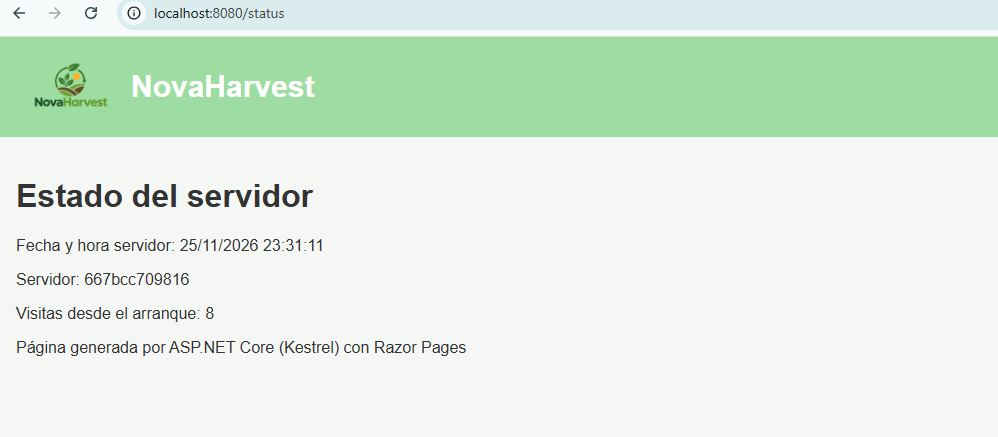 localhost:8080/status
NovaHarvest
NovaHarvest
Estado del servidor
Fecha y hora servidor: 25/11/2026 23:31:11
Servidor: 667bcc709816
Visitas desde el arranque: 8
Página generada por ASP.NET Core (Kestrel) con Razor Pages